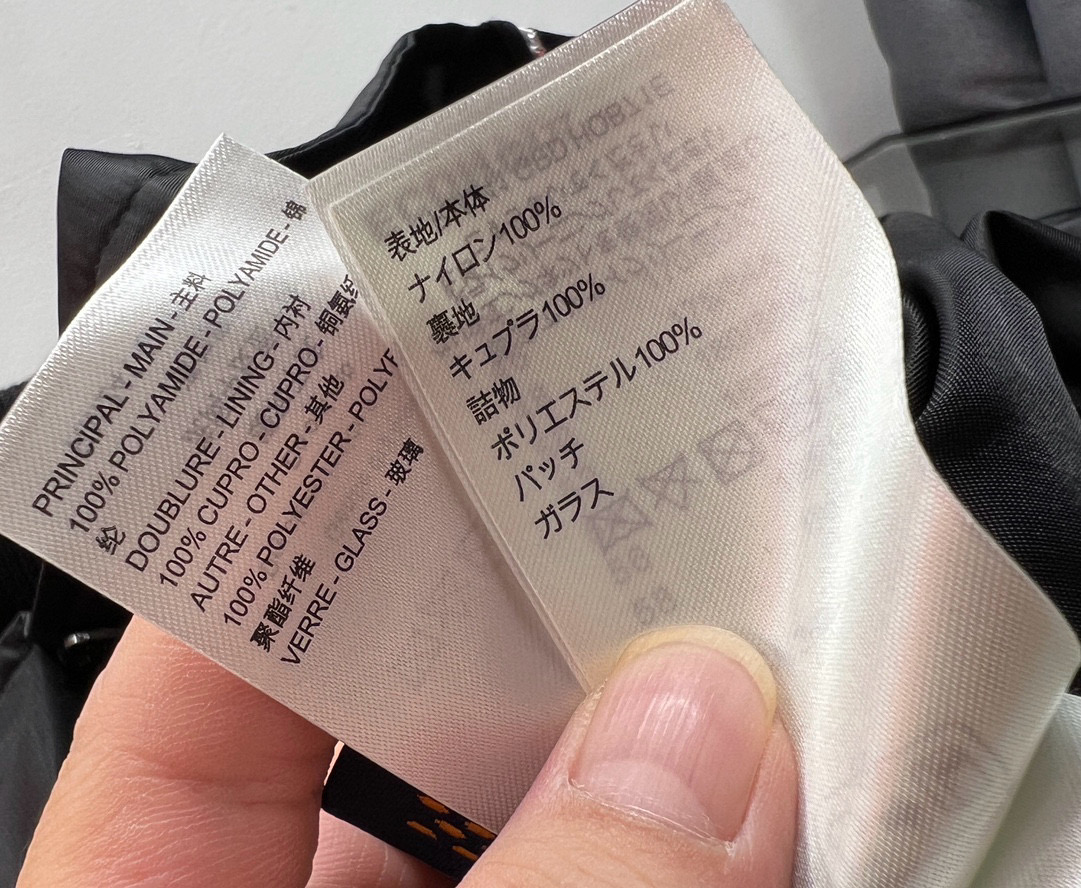 PRINCIPAL - MAIN - 主料
100% POLYAMIDE - POLYAMIDE - 锦
纶
DOUBLURE - LINING - 内衬
100% CUPRO - CUPRO - 铜氨纤
AUTRE - OTHER - 其他
100% POLYESTER - POLY
聚酯纤维
VERRE - GLASS - 玻璃
表地/本体
ナイロン100%
裏地
キュプラ100%
詰物
ポリエステル100%
パッチ
ガラス